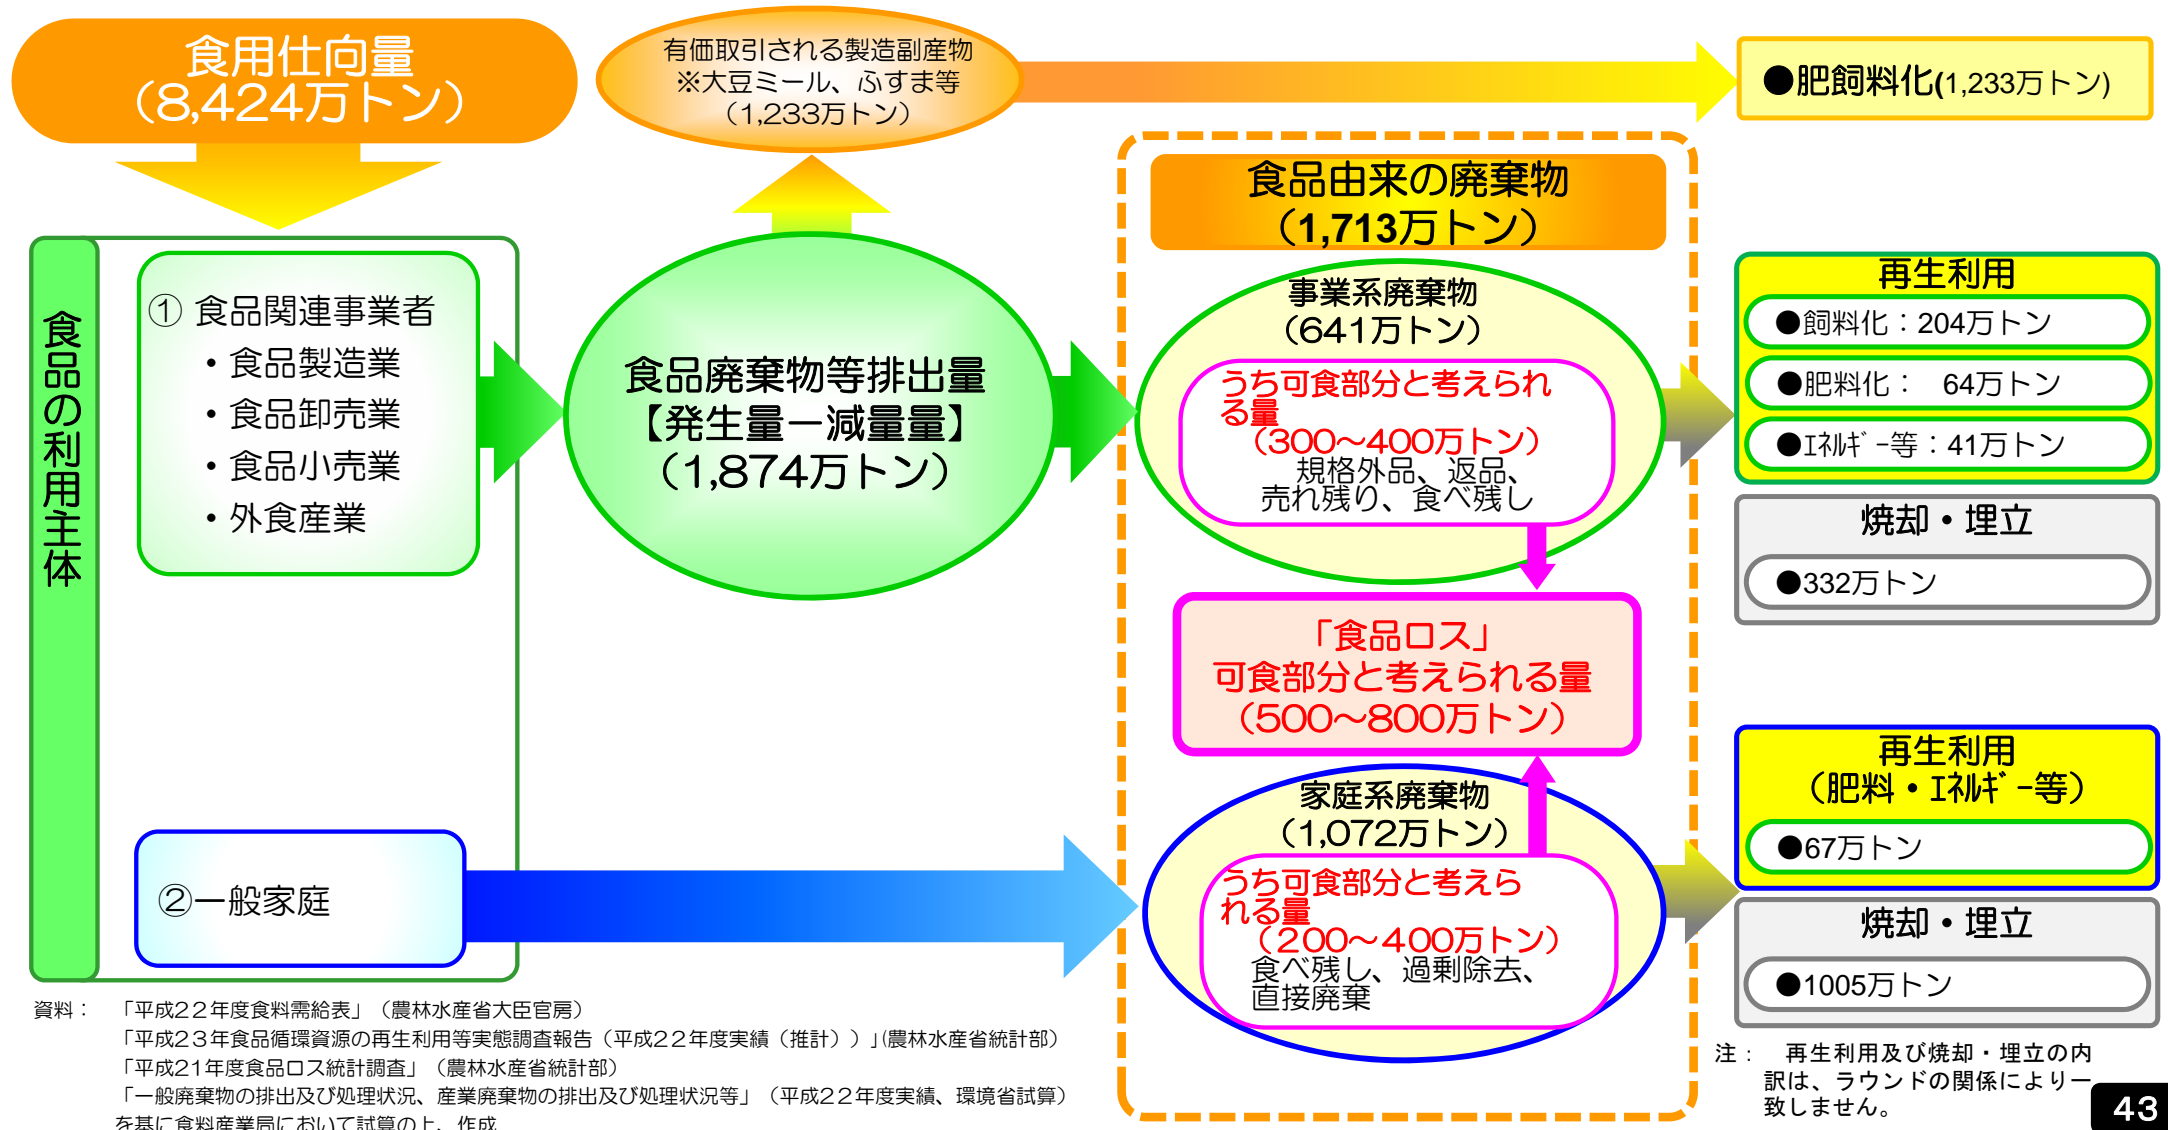 食用仕向量
（8,424万トン）
有価取引される製造副産物
※大豆ミール、ふすま等
（1,233万トン）
●肥飼料化(1,233万トン)
食品の利用主体
① 食品関連事業者
・食品製造業
・食品卸売業
・食品小売業
・外食産業
②一般家庭
食品廃棄物等排出量
【発生量－減量量】
（1,874万トン）
食品由来の廃棄物
（1,713万トン）
事業系廃棄物
（641万トン）
うち可食部分と考えられ
る量
（300～400万トン）
規格外品、返品、
売れ残り、食べ残し
「食品ロス」
可食部分と考えられる量
（500～800万トン）
家庭系廃棄物
（1,072万トン）
うち可食部分と考えら
れる量
（200～400万トン）
食べ残し、過剰除去、
直接廃棄
再生利用
●飼料化：204万トン
●肥料化：　64万トン
●ｴﾈﾙｷﾞｰ等：41万トン
焼却・埋立
●332万トン
再生利用
（肥料・ｴﾈﾙｷﾞｰ等）
●67万トン
焼却・埋立
●1005万トン
資料：　「平成22年度食料需給表」（農林水産省大臣官房）
「平成23年食品循環資源の再生利用等実態調査報告（平成22年度実績（推計））」(農林水産省統計部）
「平成21年度食品ロス統計調査」（農林水産省統計部）
「一般廃棄物の排出及び処理状況、産業廃棄物の排出及び処理状況等」（平成22年度実績、環境省試算）
を基に食料産業局において試算の上、作成
注：　再生利用及び焼却・埋立の内
訳は、ラウンドの関係により一
致しません。
43